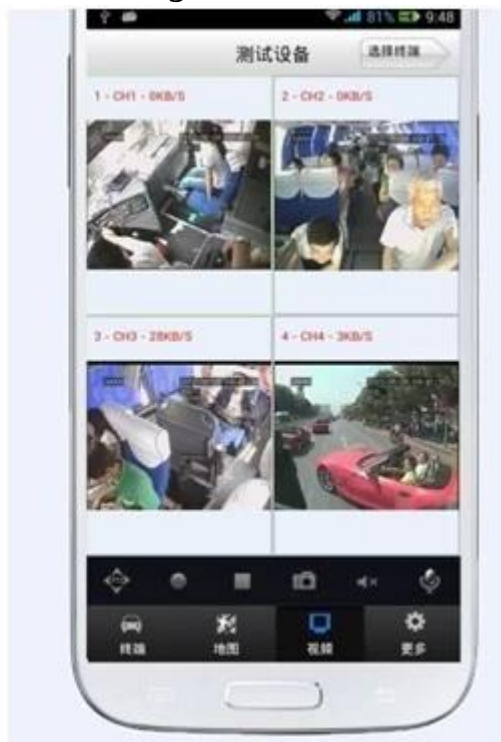 81% 9:48
测试设备
选择终端
1 - CH1 - 0KB/S
2 - CH2 - 0KB/S
3 - CH3 - 28KB/S
4 - CH4 - 3KB/S
终端
地图
视频
更多